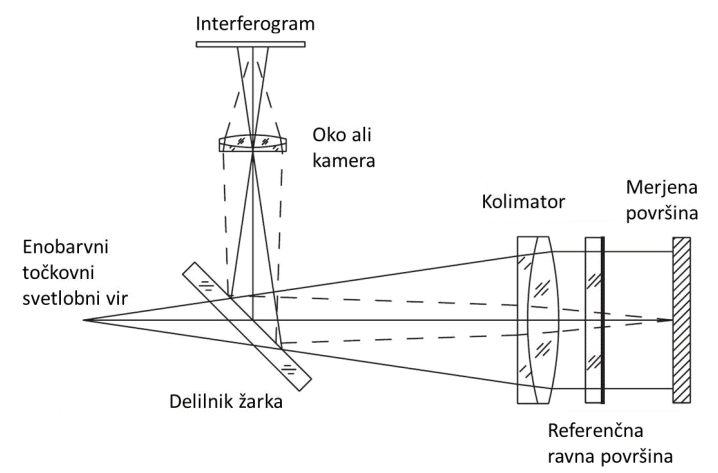 Interferogram
Oko ali
kamera
Kolimator
Merjena
površina
Enobarvni
točkovni
svetlobni vir
Delilnik žarka
Referenčna
ravna površina